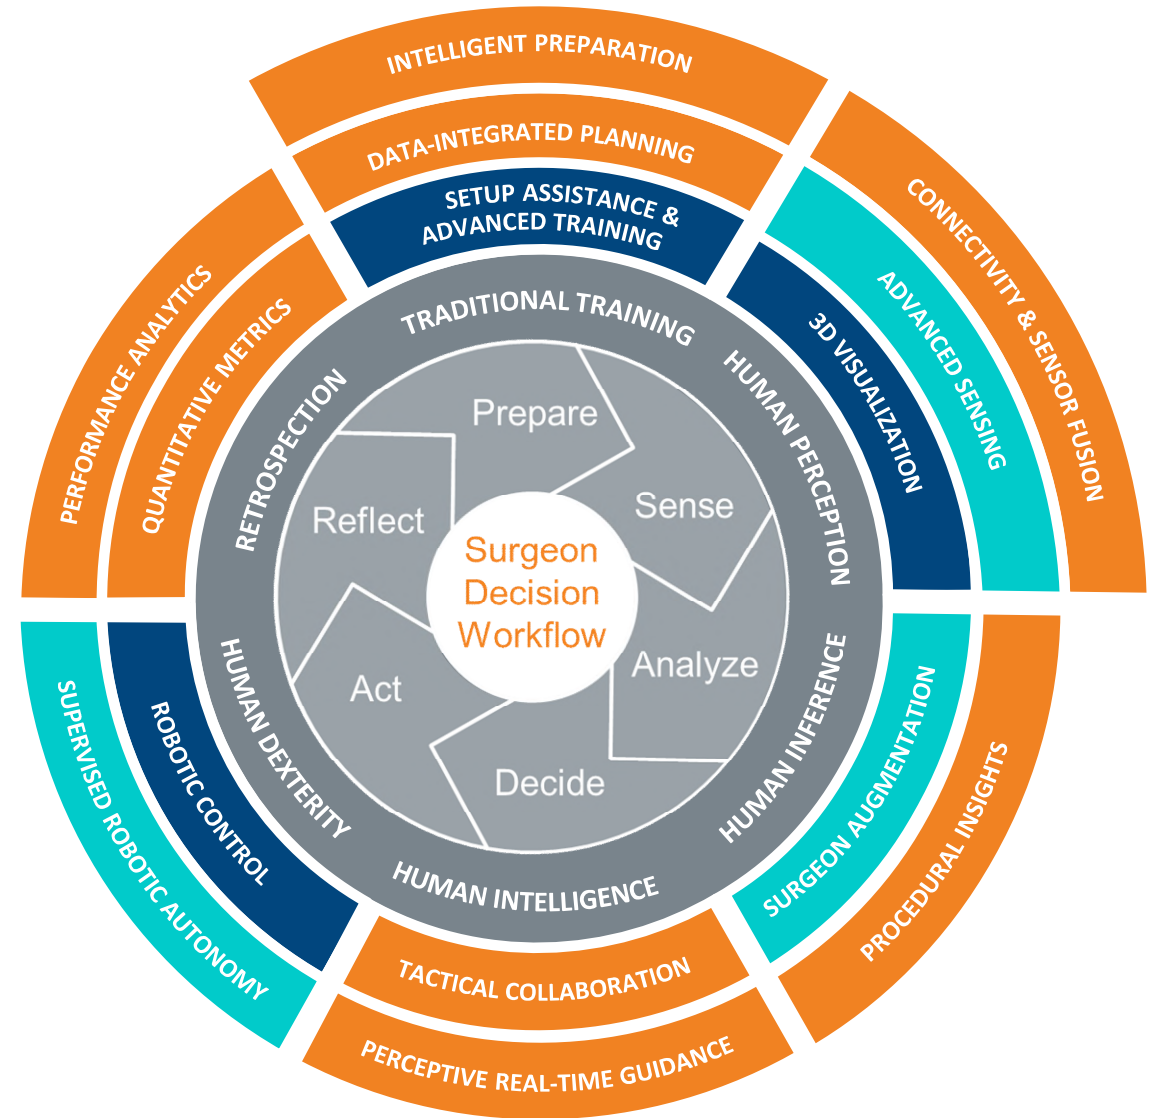 INTELLIGENT PREPARATION
DATA-INTEGRATED PLANNING
SETUP ASSISTANCE &
ADVANCED TRAINING
TRADITIONAL TRAINING
CONNECTIVITY & SENSOR FUSION
ADVANCED SENSING
3D VISUALIZATION
HUMAN PERCEPTION
PROCEDURAL INSIGHTS
SURGEON AUGMENTATION
HUMAN INFERENCE
PERCEPTIVE REAL-TIME GUIDANCE
TACTICAL COLLABORATION
HUMAN INTELLIGENCE
SUPERVISED ROBOTIC AUTONOMY
ROBOTIC CONTROL
HUMAN DEXTERITY
PERFORMANCE ANALYTICS
QUANTITATIVE METRICS
RETROSPECTION
Prepare
Sense
Analyze
Decide
Act
Reflect
Surgeon
Decision
Workflow